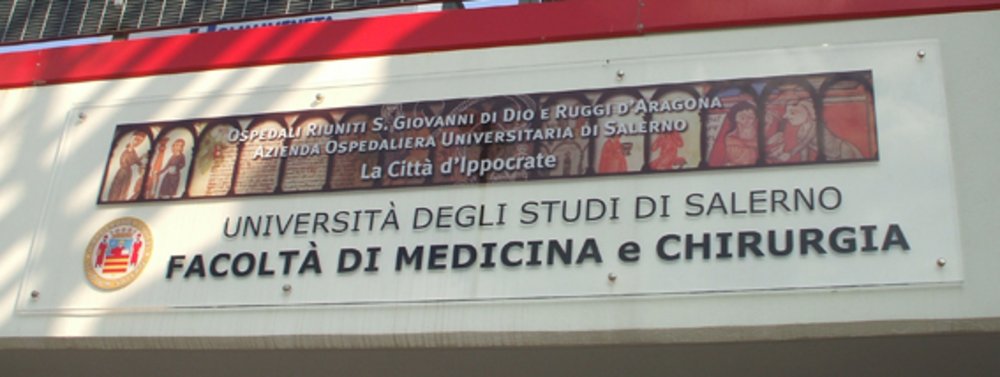 OSPEDALI RIUNITI S. GIOVANNI DI DIO E RUGGI D'ARAGONA
AZIENDA OSPEDALIERA UNIVERSITARIA DI SALERNO
La Città d'Ippocrate
UNIVERSITÀ DEGLI STUDI DI SALERNO
FACOLTÀ DI MEDICINA e CHIRURGIA